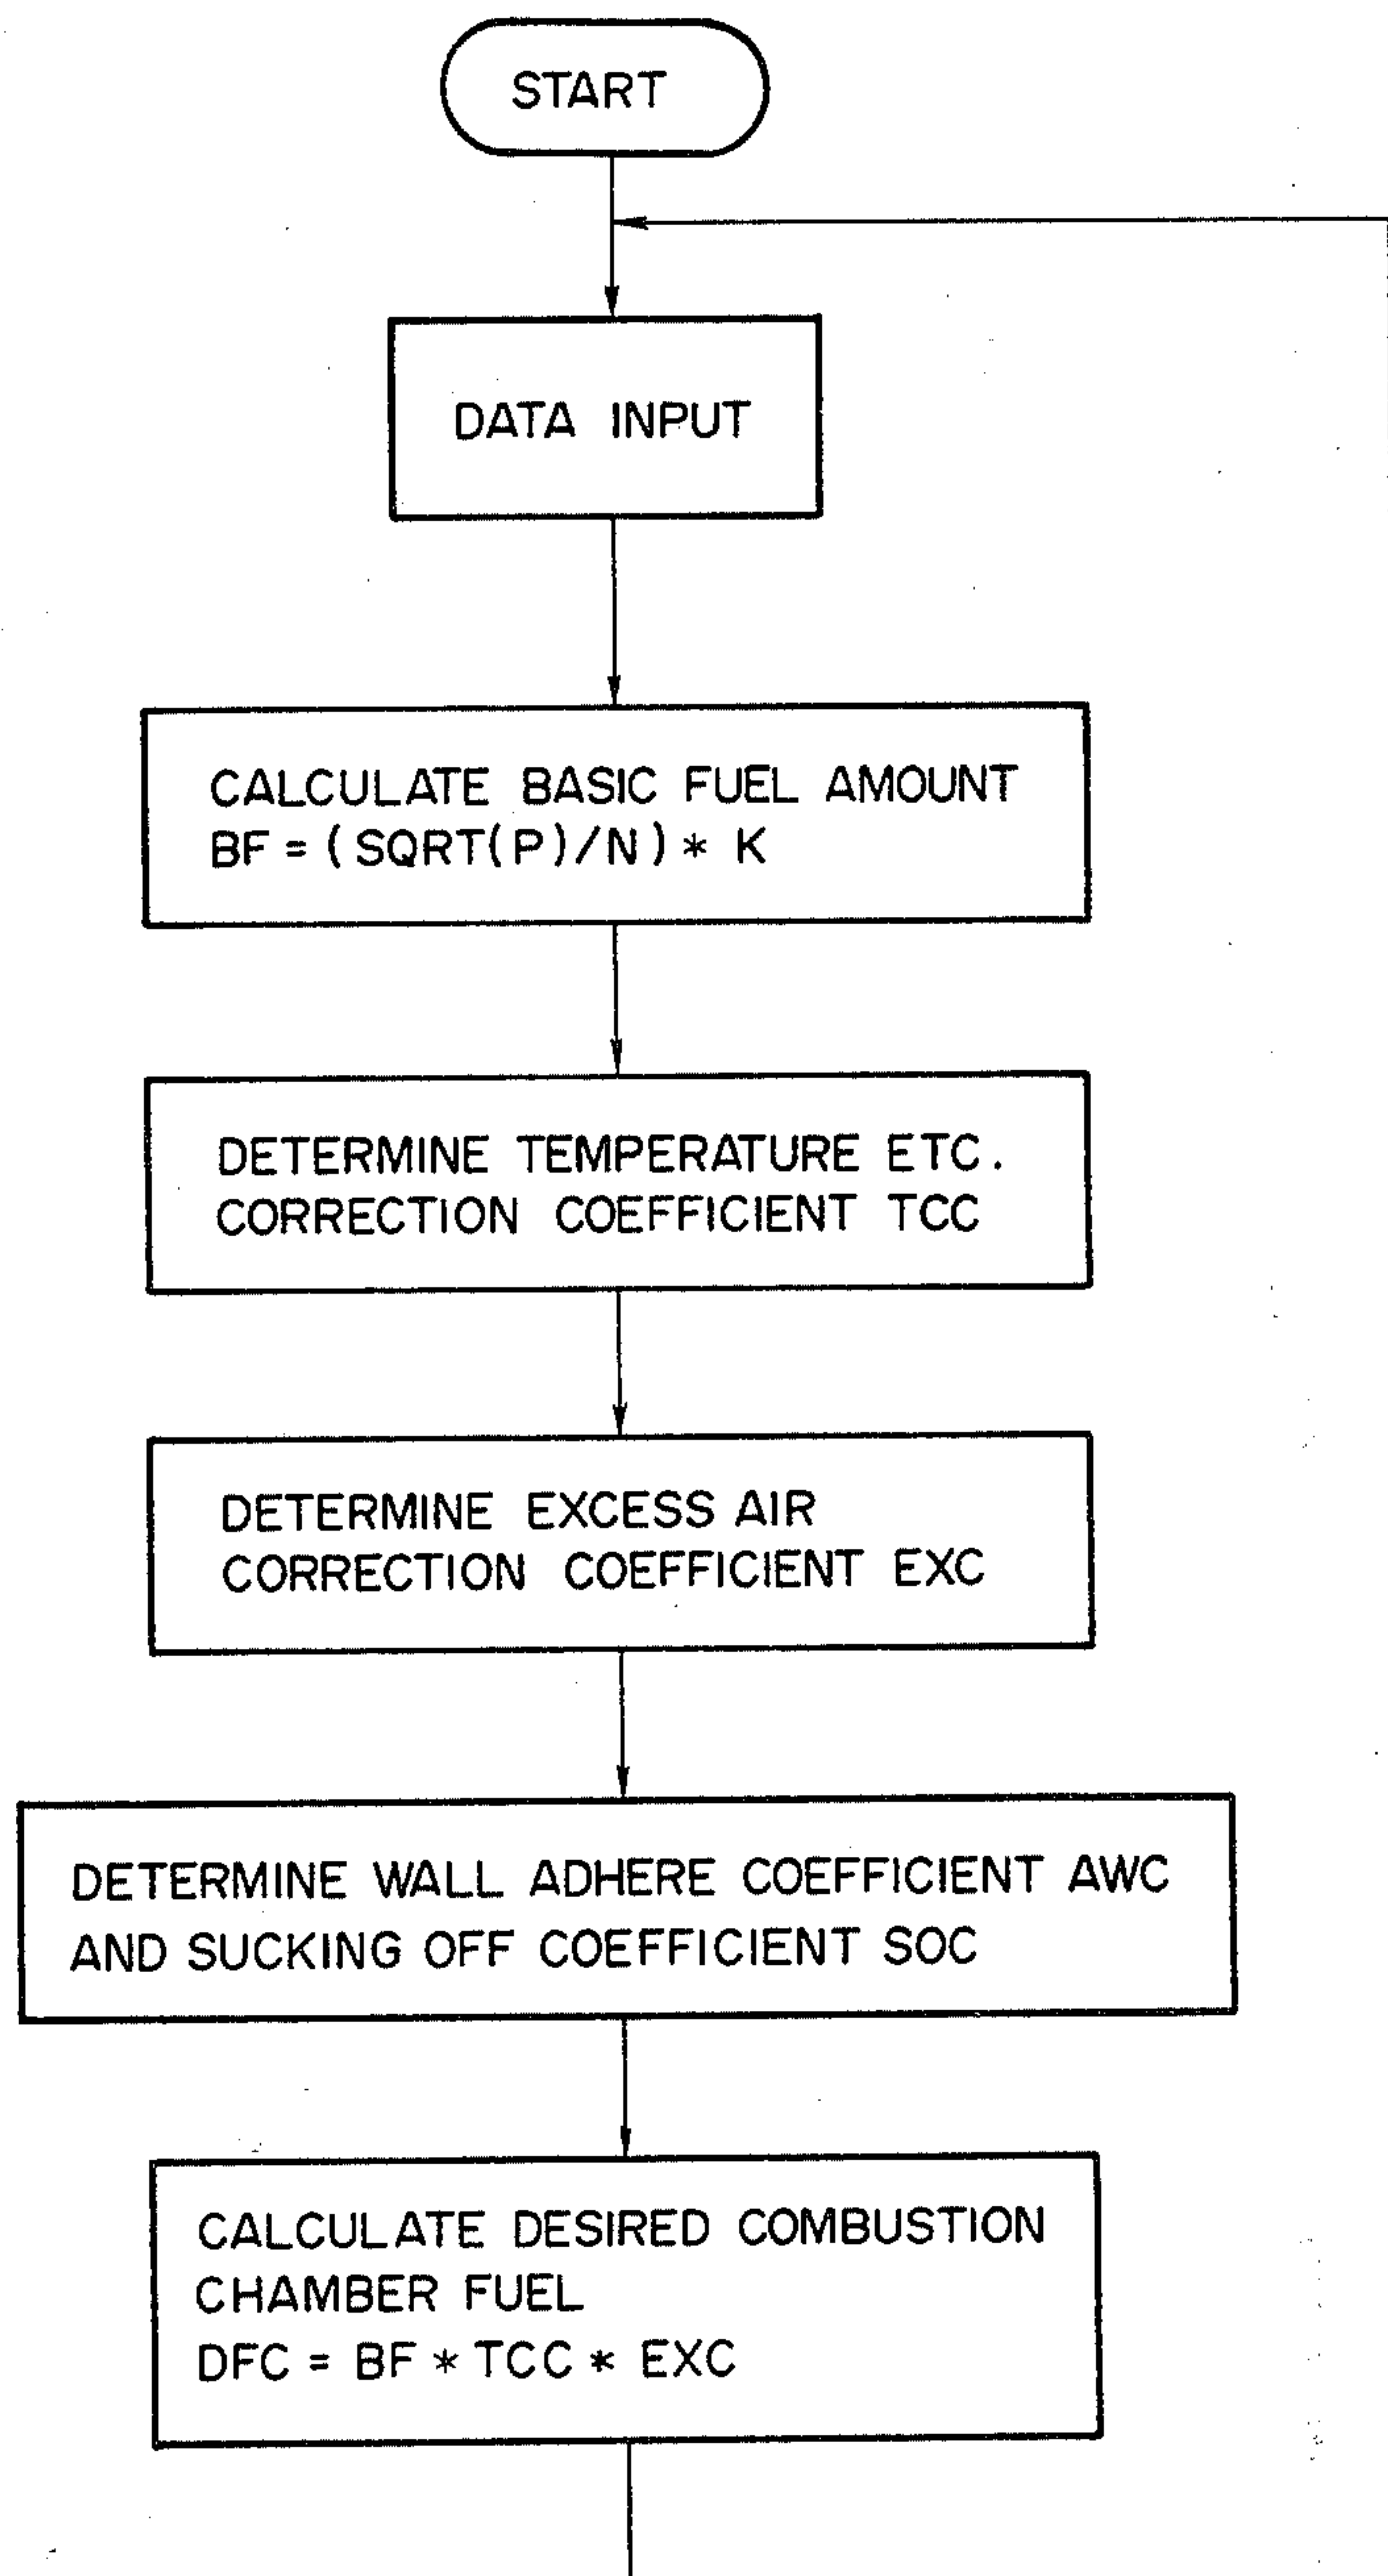 START
DATA INPUT
CALCULATE BASIC FUEL AMOUNT
BF = (SQRT(P)/N) * K
DETERMINE TEMPERATURE ETC.
CORRECTION COEFFICIENT TCC
DETERMINE EXCESS AIR
CORRECTION COEFFICIENT EXC
DETERMINE WALL ADHERE COEFFICIENT AWC
AND SUCKING OFF COEFFICIENT SOC
CALCULATE DESIRED COMBUSTION
CHAMBER FUEL
DFC = BF * TCC * EXC